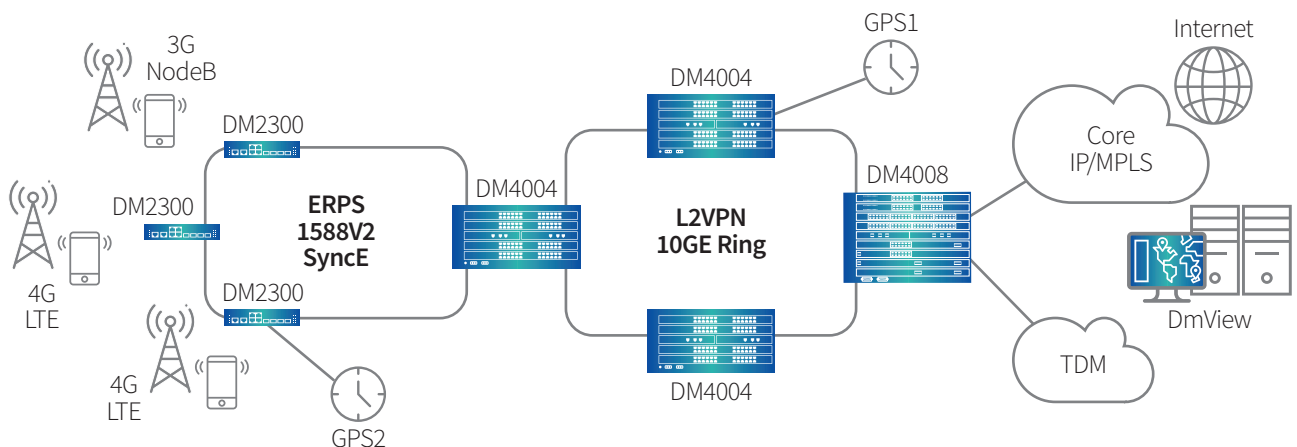 GPS1
Internet
3G
NodeB
DM4004
DM2300
Core
IP/MPLS
DM4008
DM4004
DM2300
ERPS
1588V2
SyncE
L2VPN
10GE Ring
DM2300
4G
LTE
DmView
TDM
4G
LTE
DM4004
GPS2